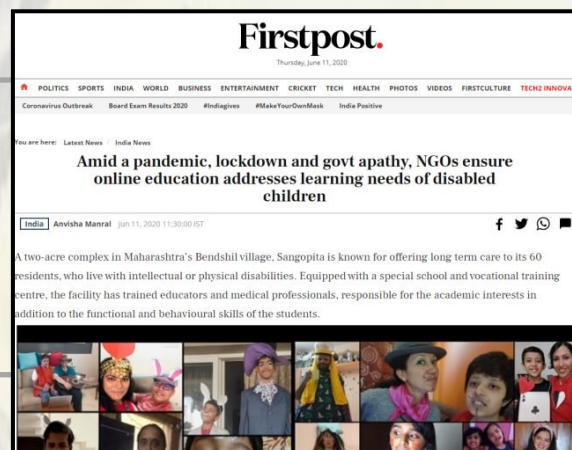 Firstpost.
Thursday, June 11, 2020
POLITICS SPORTS INDIA WORLD BUSINESS ENTERTAINMENT CRICKET TECH HEALTH PHOTOS VIDEOS FIRSTCULTURE TECH2 INNOVA
Coronavirus Outbreak Board Exam Results 2020 #Indiagives #MakeYourOwnMask India Positive
You are here: Latest News / India News
Amid a pandemic, lockdown and govt apathy, NGOs ensure
online education addresses learning needs of disabled
children
India Anvisha Manral Jun 11, 2020 11:30:00 IST
A two-acre complex in Maharashtra's Bendshil village, Sangopita is known for offering long term care to its 60
residents, who live with intellectual or physical disabilities. Equipped with a special school and vocational training
centre, the facility has trained educators and medical professionals, responsible for the academic interests in
addition to the functional and behavioural skills of the students.